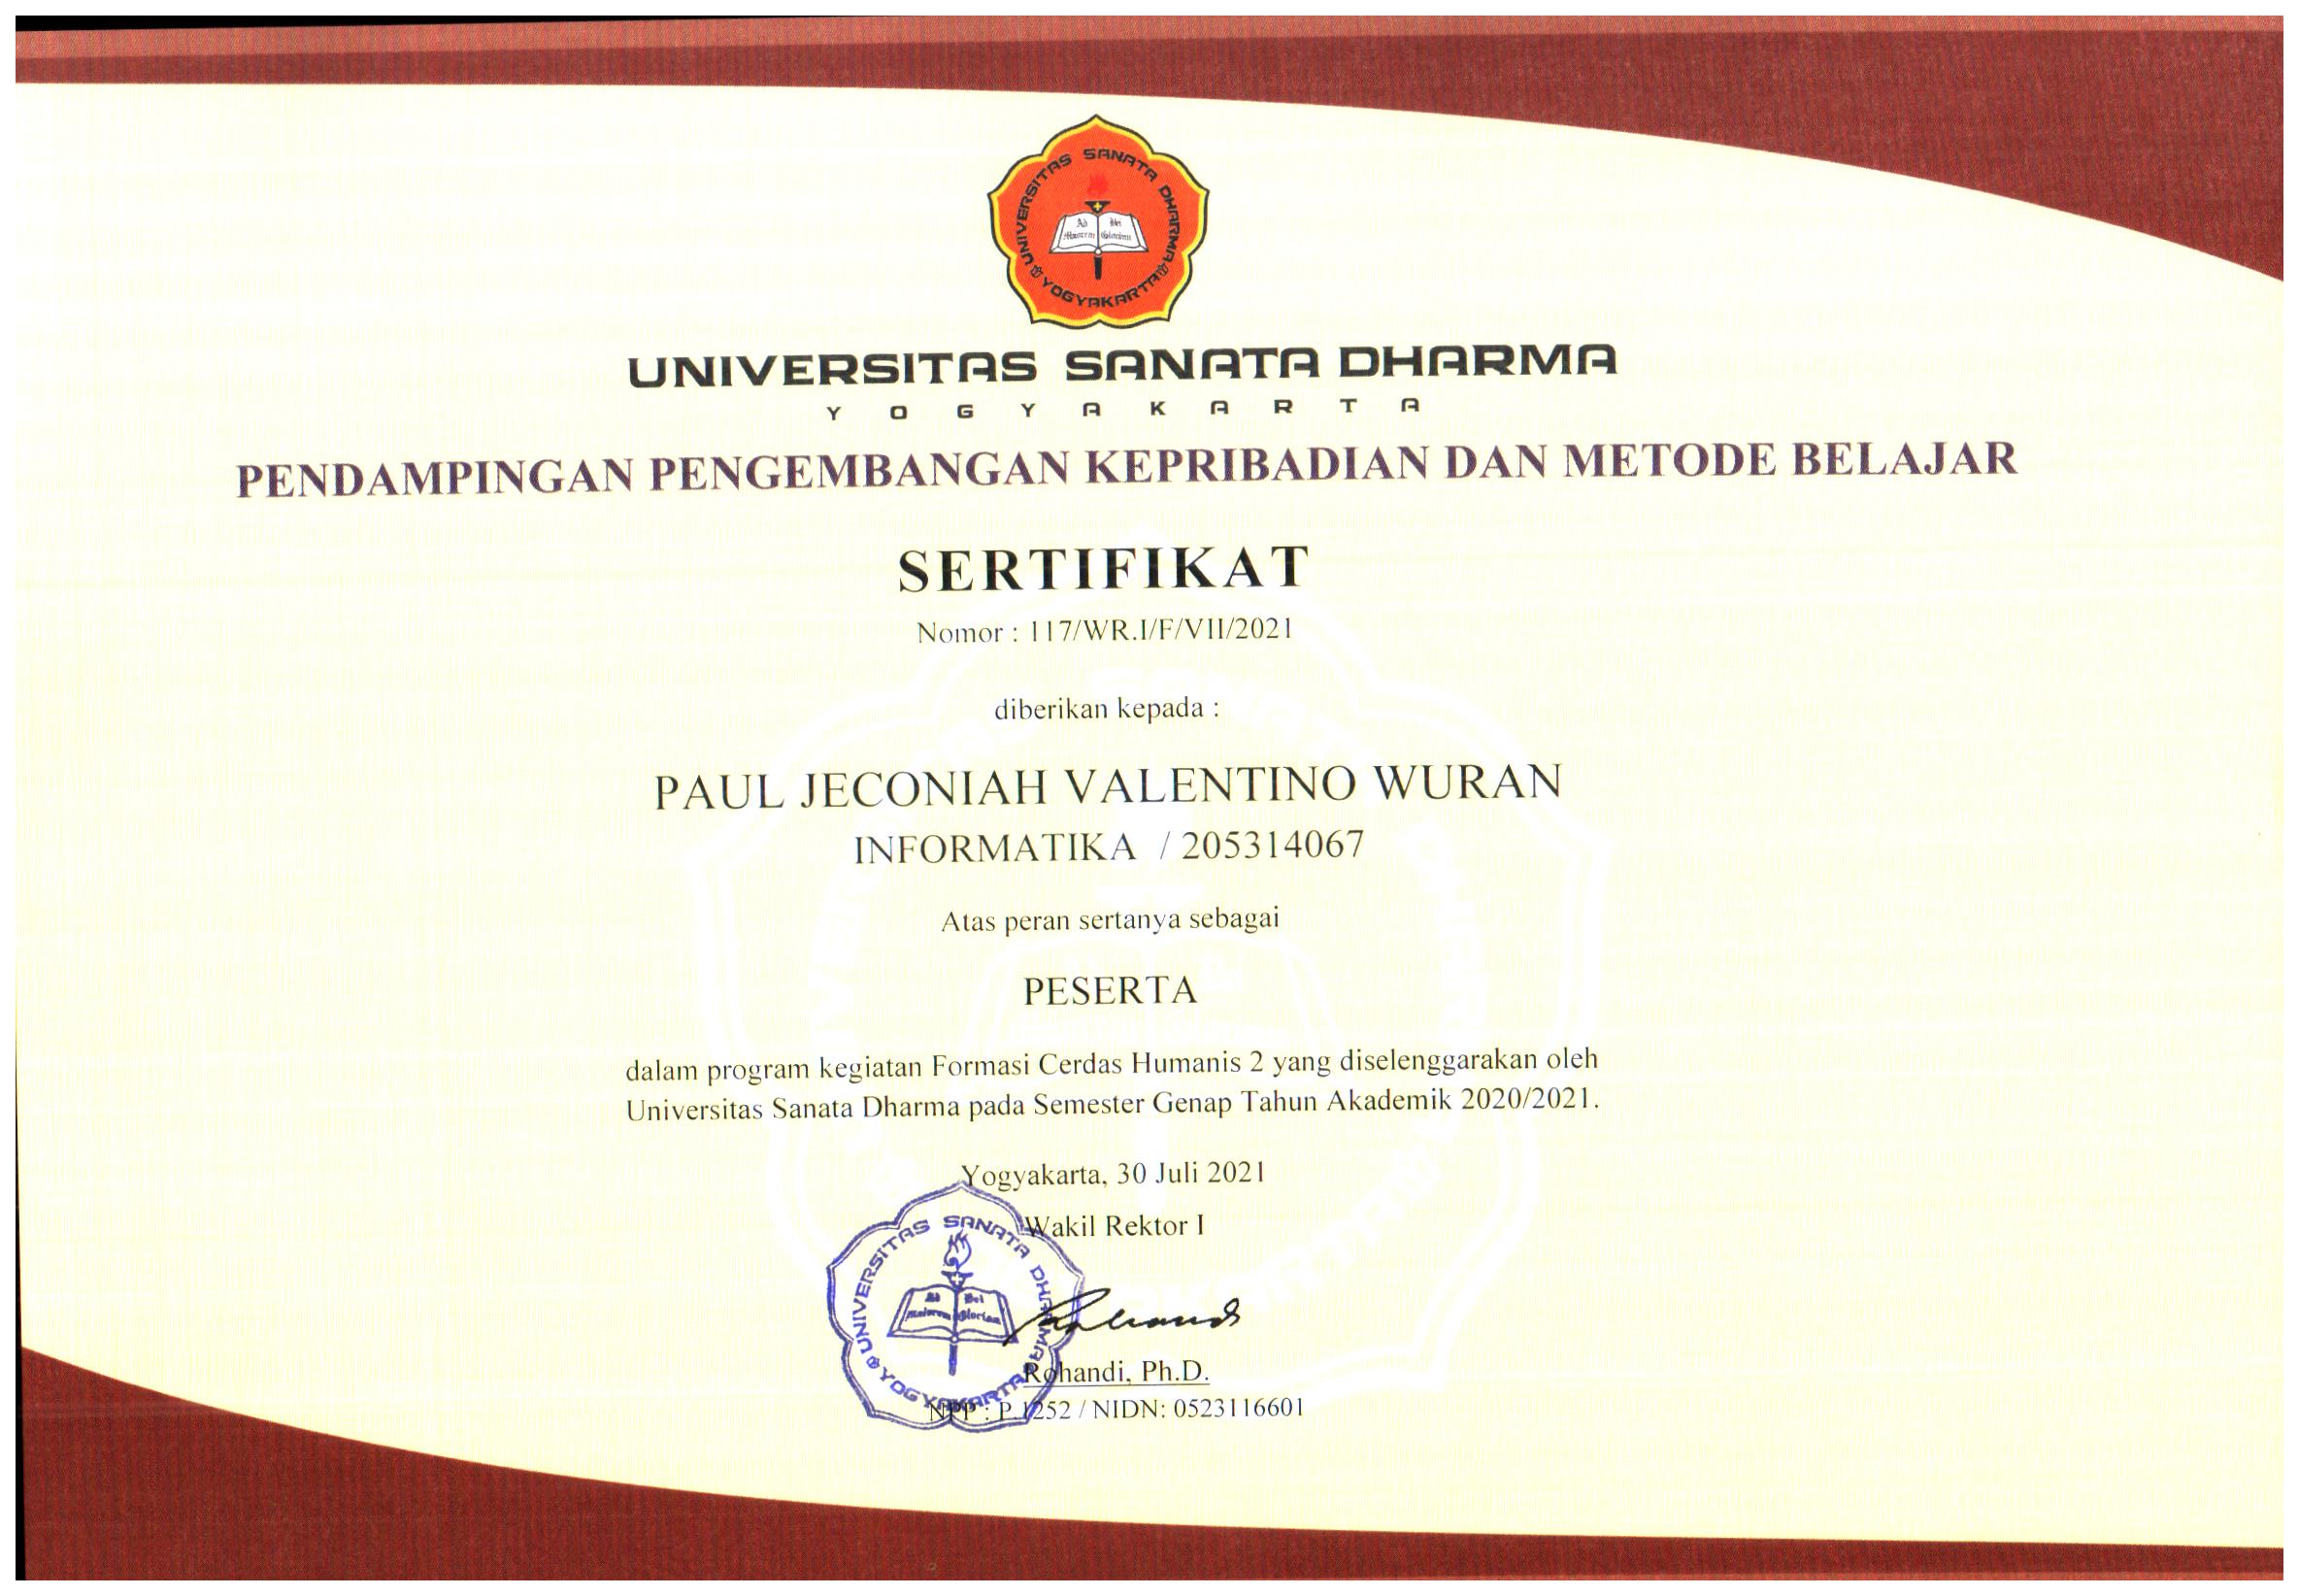 UNIVERSITAS SANATA DHARMA
YOGYAKARTA
Ad Dei
Maiorem Gloriam
UNIVERSITAS SANATA DHARMA
YOGYAKARTA
PENDAMPINGAN PENGEMBANGAN KEPRIBADIAN DAN METODE BELAJAR
SERTIFIKAT
Nomor : 117/WR.I/F/VII/2021
diberikan kepada :
PAUL JECONIAH VALENTINO WURAN
INFORMATIKA / 205314067
Atas peran sertanya sebagai
PESERTA
dalam program kegiatan Formasi Cerdas Humanis 2 yang diselenggarakan oleh
Universitas Sanata Dharma pada Semester Genap Tahun Akademik 2020/2021.
Yogyakarta, 30 Juli 2021
Wakil Rektor I
UNIVERSITAS SANATA DHARMA
YOGYAKARTA
Ad Dei
Maiorem Gloriam
Rohandi, Ph.D.
NPP : P.1252 / NIDN: 0523116601